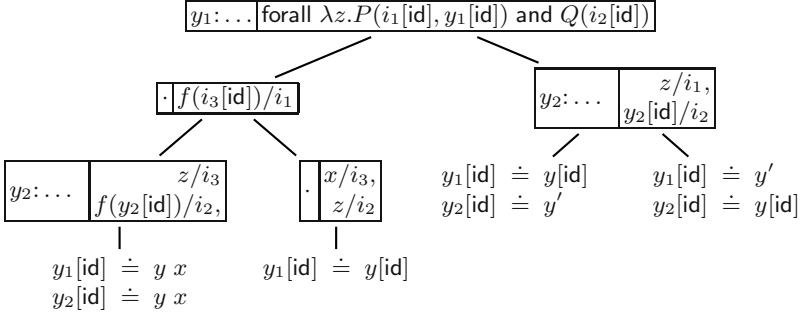 y₁:… forall λz.P(i₁[id], y₁[id]) and Q(i₂[id])
· f(i₃[id])/i₁
y₂:… z/i₁,
y₂[id]/i₂
y₂:… z/i₃
f(y₂[id])/i₂,
· x/i₃,
z/i₂
y₁[id] ≐ y[id]
y₂[id] ≐ y′
y₁[id] ≐ y′
y₂[id] ≐ y[id]
y₁[id] ≐ y x
y₂[id] ≐ y x
y₁[id] ≐ y[id]